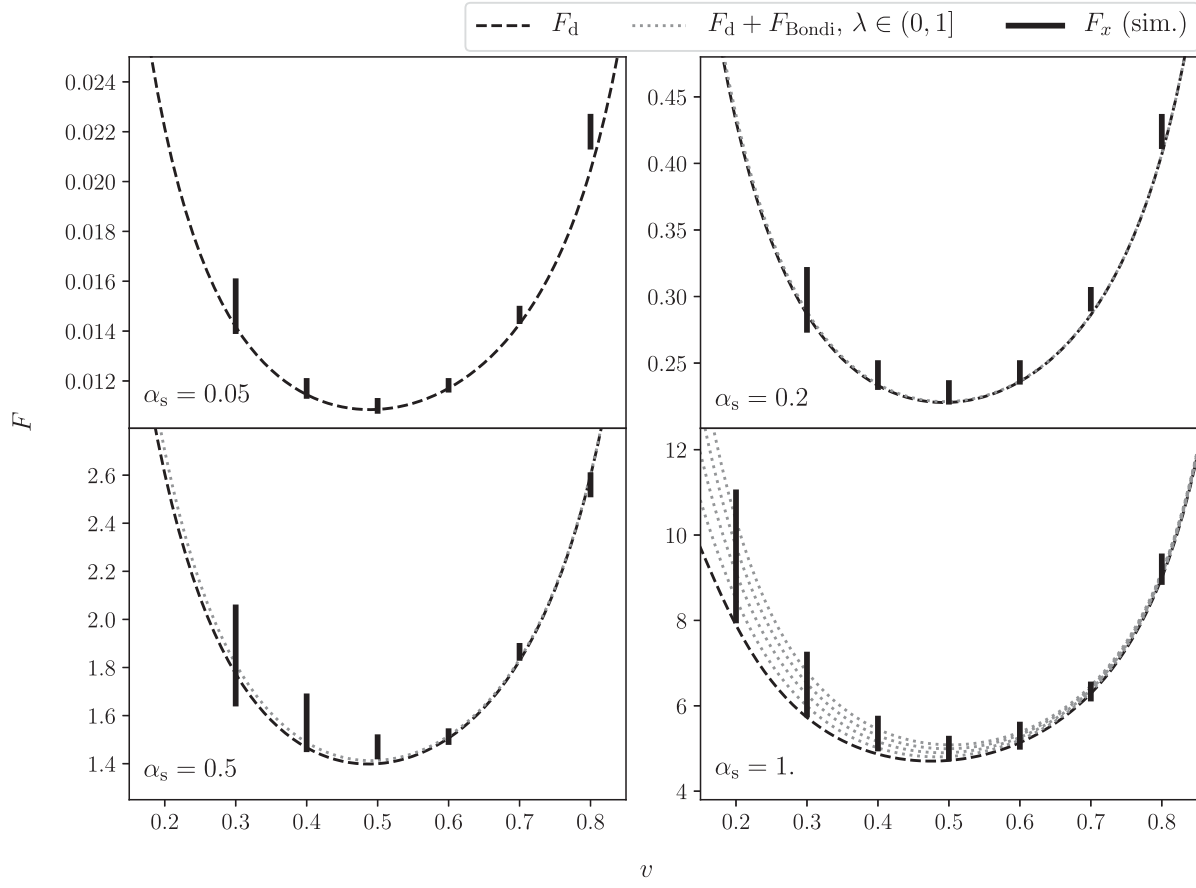 F_d F_d + F_Bondi, λ ∈ (0, 1] F_x (sim.)
0.024
0.022
0.020
0.018
0.016
0.014
0.012
α_s = 0.05
0.45
0.40
0.35
0.30
0.25
α_s = 0.2
F
2.6
2.4
2.2
2.0
1.8
1.6
1.4
α_s = 0.5
0.2 0.3 0.4 0.5 0.6 0.7 0.8
12
10
8
6
4
α_s = 1.
0.2 0.3 0.4 0.5 0.6 0.7 0.8
v